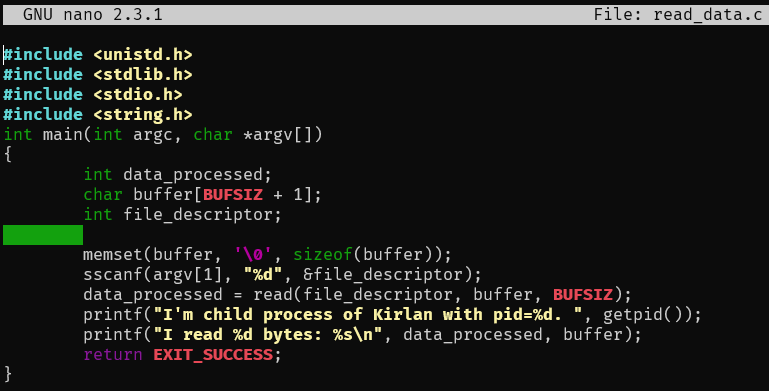 GNU nano 2.3.1 File: read_data.c
#include <unistd.h>
#include <stdlib.h>
#include <stdio.h>
#include <string.h>
int main(int argc, char *argv[])
{
        int data_processed;
        char buffer[BUFSIZ + 1];
        int file_descriptor;
        memset(buffer, '\0', sizeof(buffer));
        sscanf(argv[1], "%d", &file_descriptor);
        data_processed = read(file_descriptor, buffer, BUFSIZ);
        printf("I'm child process of Kirlan with pid=%d. ", getpid());
        printf("I read %d bytes: %s\n", data_processed, buffer);
        return EXIT_SUCCESS;
}